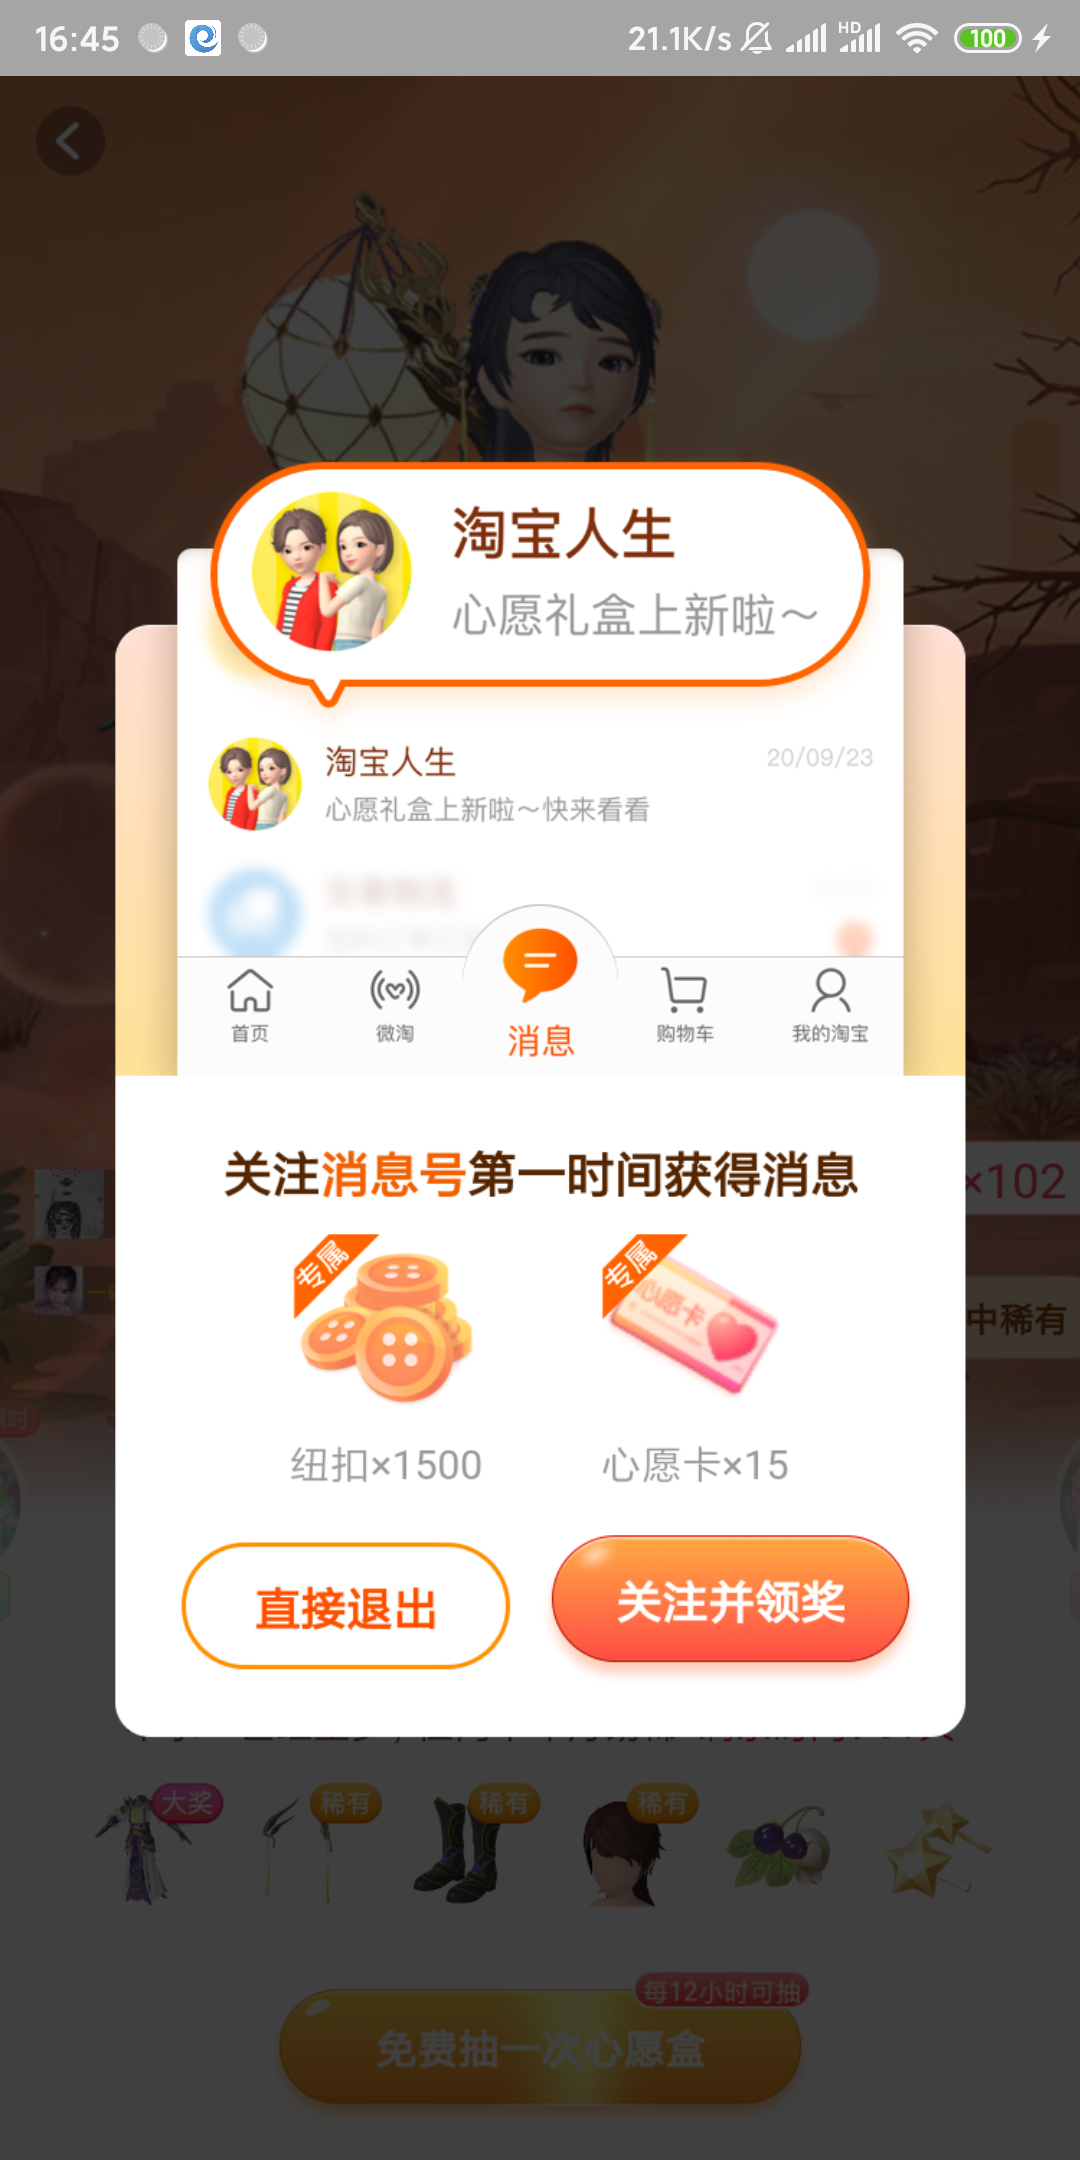 16:45
21.1K/s
HD
100
淘宝人生
心愿礼盒上新啦～
淘宝人生
20/09/23
心愿礼盒上新啦～快来看看
首页
微淘
消息
购物车
我的淘宝
关注消息号第一时间获得消息
×102
专属
专属
心愿卡
中稀有
限时
纽扣×1500
心愿卡×15
直接退出
关注并领奖
大奖
稀有
稀有
稀有
每12小时可抽
免费抽一次心愿盒